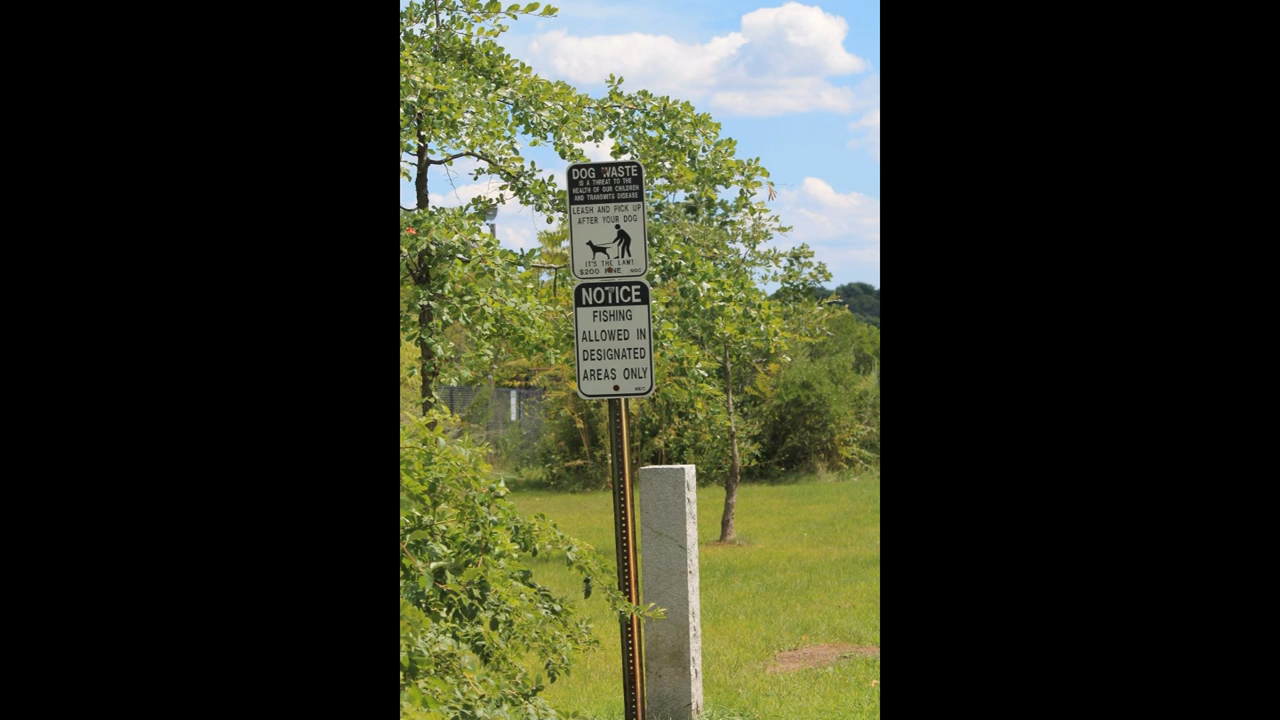 DOG WASTE
IS A THREAT TO THE
HEALTH OF OUR CHILDREN
AND TRANSMITS DISEASE
LEASH AND PICK UP
AFTER YOUR DOG
IT'S THE LAW!
$200 FINE
NOTICE
FISHING
ALLOWED IN
DESIGNATED
AREAS ONLY